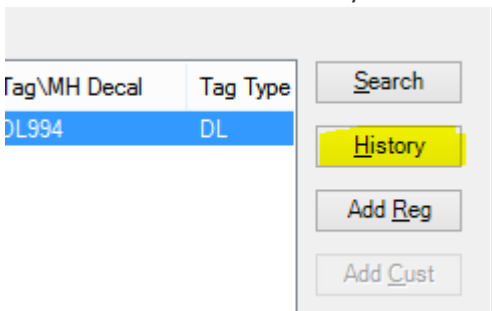 Tag\MH Decal Tag Type
DL994 DL
Search
History
Add Reg
Add Cust